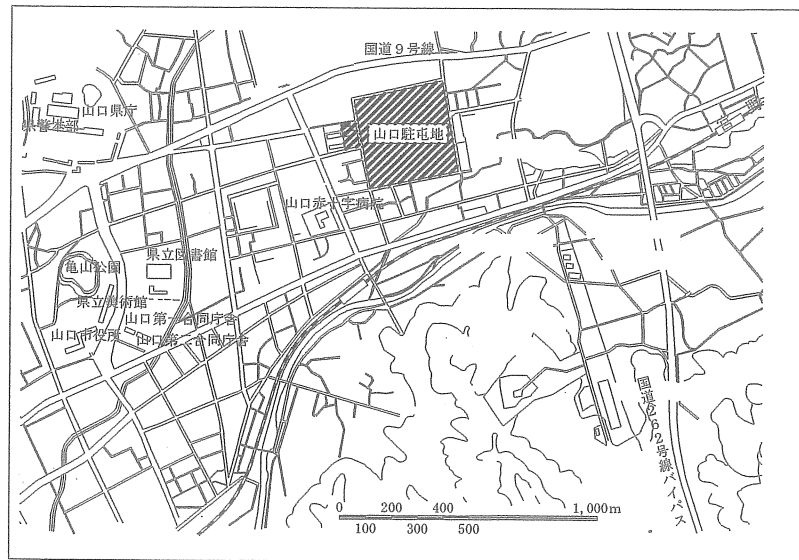 国道9号線
山口県庁
県警本部
山口駐屯地
山口赤十字病院
県立図書館
亀山公園
県立美術館
山口第一合同庁舎
山口市役所
山口第二合同庁舎
国道262号線バイパス
0 200 400 1,000m
100 300 500